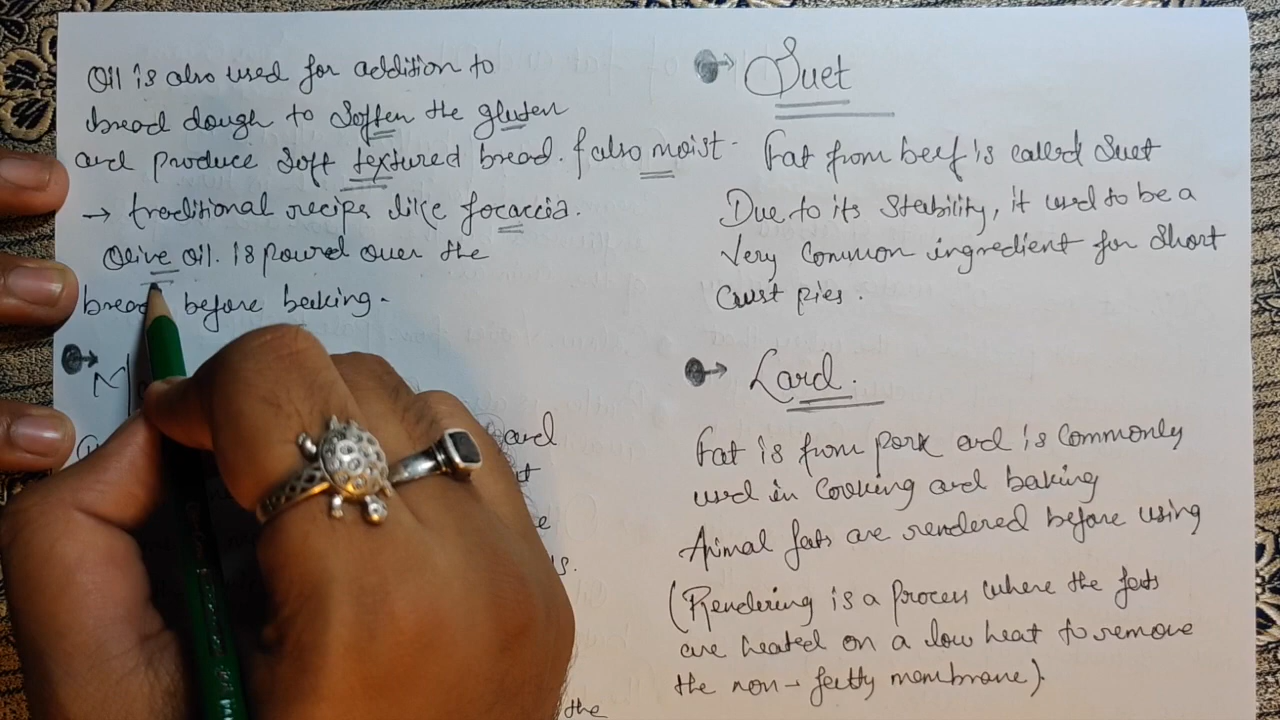 Oil is also used for addition to
bread dough to soften the gluten
and produce soft textured bread. & also moist.
→ traditional recipe like focaccia.
Olive oil. is poured over the
bread before baking.
and
the
Suet
Fat from beef is called Suet
Due to its Stability, it used to be a
very common ingredient for Short
Crust pies.
Lard.
Fat is from pork and is commonly
used in Cooking and baking
Animal fats are rendered before using
(Rendering is a process where the fats
are heated on a low heat to remove
the non-fatty membrane).